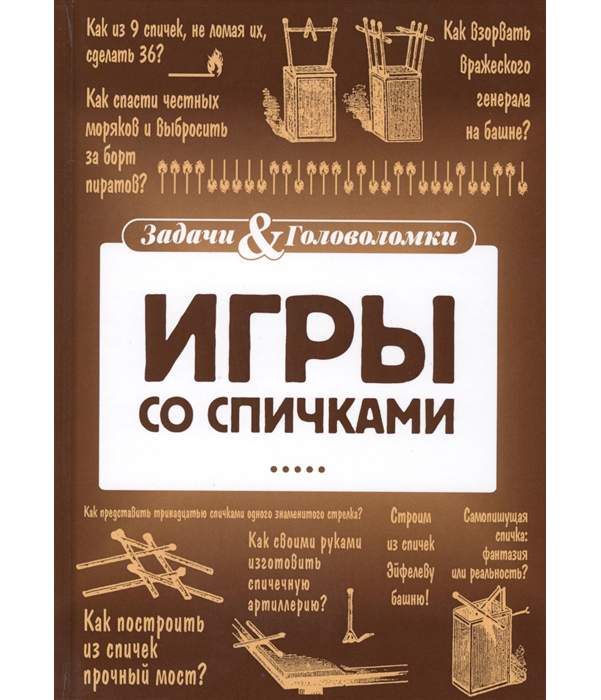 Как из 9 спичек, не ломая их,
сделать 36?
Как взорвать
вражеского
генерала
на башне?
Как спасти честных
моряков и выбросить
за борт
пиратов?
Задачи & Головоломки
ИГРЫ
СО СПИЧКАМИ
.....
Как представить тринадцатью спичками одного знаменитого стрелка?
Как своими руками
изготовить
спичечную
артиллерию?
Строим
из спичек
Эйфелеву
башню!
Самопишущая
спичка:
фантазия
или реальность?
Как построить
из спичек
прочный мост?